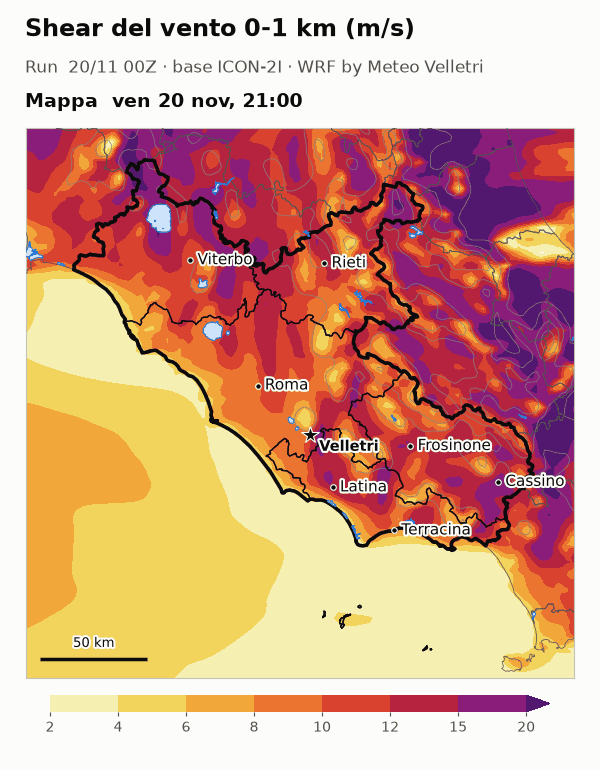 Shear del vento 0-1 km (m/s)
Run 20/11 00Z · base ICON-2I · WRF by Meteo Velletri
Mappa ven 20 nov, 21:00
Viterbo
Rieti
Roma
Velletri
Frosinone
Latina
Cassino
Terracina
50 km
2 4 6 8 10 12 15 20